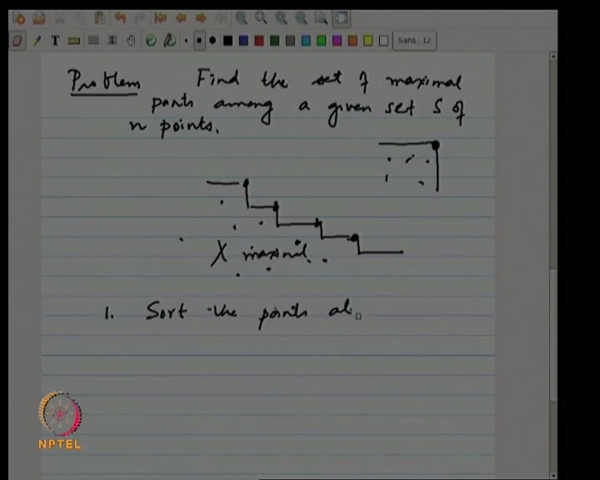 Sans 12
Problem Find the set of maximal
points among a given set S of
n points.
X maximal
1. Sort the points al
NPTEL